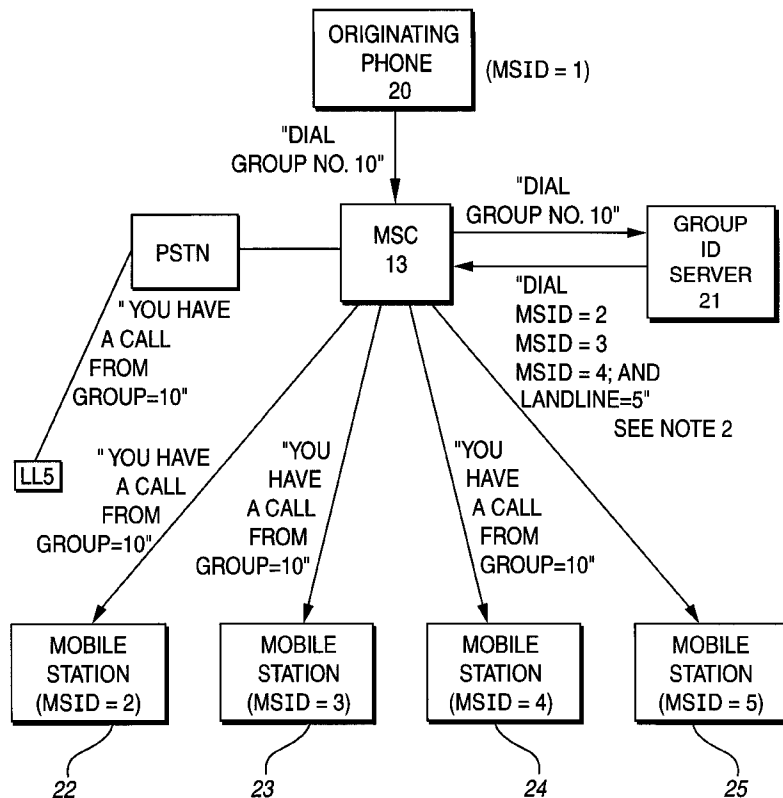 ORIGINATING
PHONE
20
(MSID = 1)
"DIAL
GROUP NO. 10"
"DIAL
GROUP NO. 10"
PSTN
MSC
13
GROUP
ID
SERVER
21
"DIAL
MSID = 2
MSID = 3
MSID = 4; AND
LANDLINE=5"
SEE NOTE 2
" YOU HAVE
A CALL
FROM
GROUP=10"
LL5
" YOU HAVE
A CALL
FROM
GROUP=10"
"YOU
HAVE
A CALL
FROM
GROUP=10"
"YOU
HAVE
A CALL
FROM
GROUP=10"
MOBILE
STATION
(MSID = 2)
MOBILE
STATION
(MSID = 3)
MOBILE
STATION
(MSID = 4)
MOBILE
STATION
(MSID = 5)
22
23
24
25